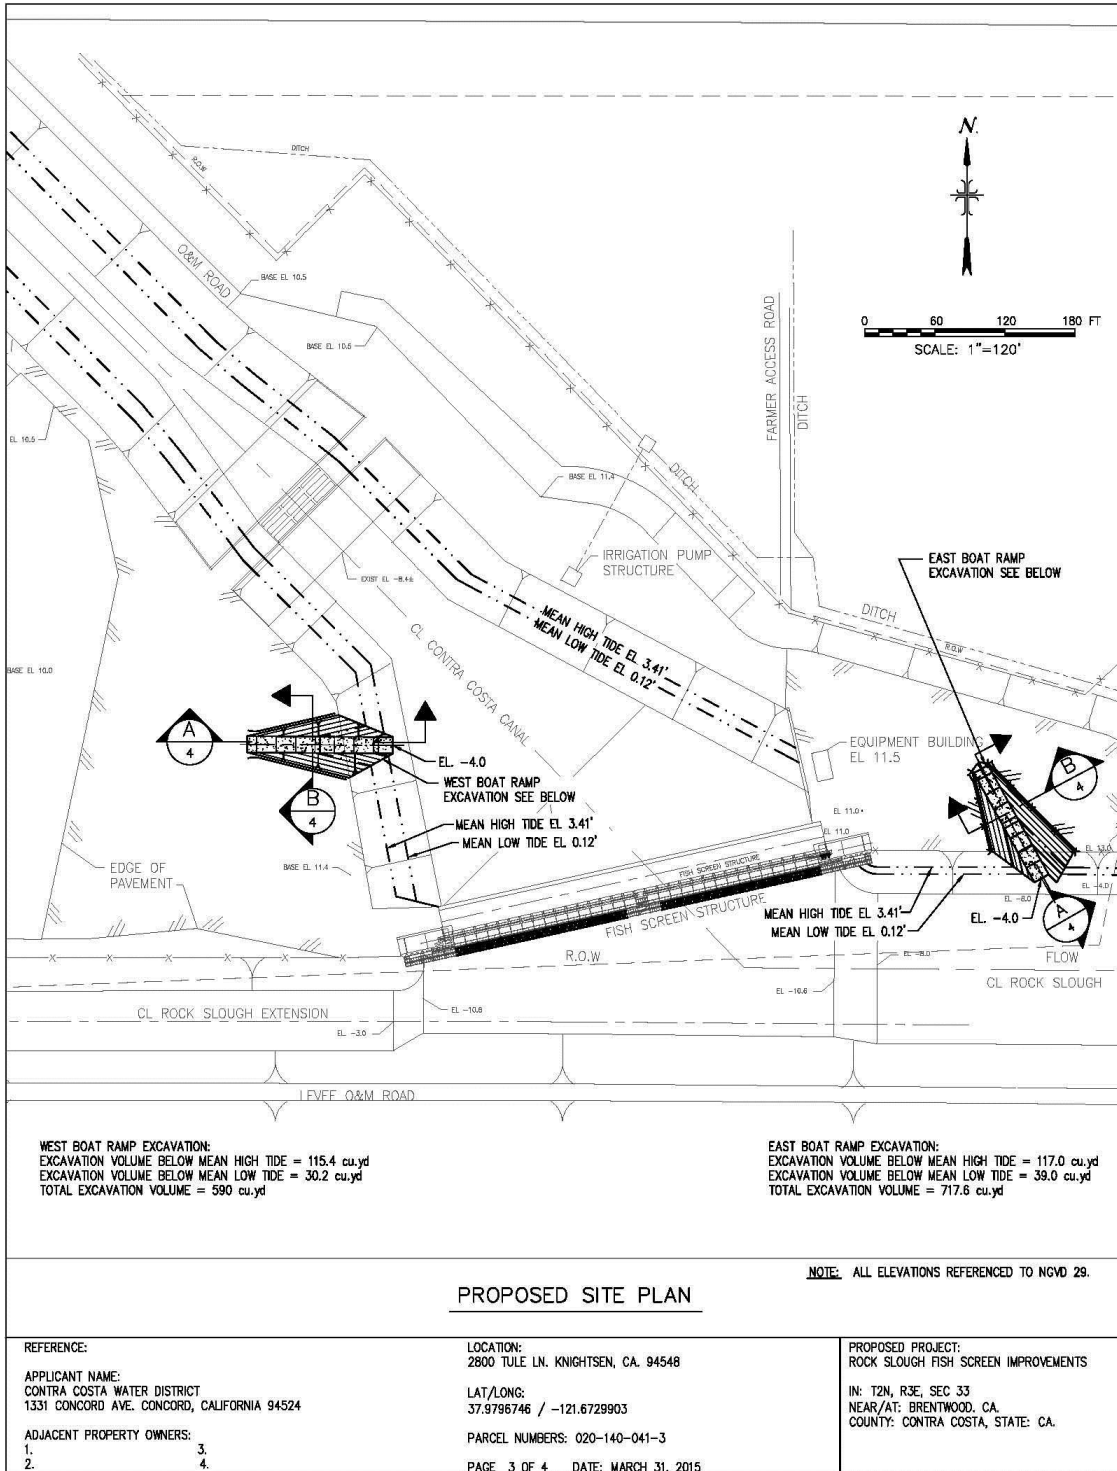 N.
DITCH
R.O.W
O&M ROAD
BASE EL 10.5
BASE EL 10.5
0 60 120 180 FT
SCALE: 1"=120'
FARMER ACCESS ROAD
DITCH
EL 10.5
BASE EL 11.4
DITCH
IRRIGATION PUMP
STRUCTURE
EXIST EL -8.4±
EAST BOAT RAMP
EXCAVATION SEE BELOW
MEAN HIGH TIDE EL 3.41'
MEAN LOW TIDE EL 0.12'
DITCH
R.O.W
BASE EL 10.0
CL CONTRA COSTA CANAL
A
4
B
4
EL. -4.0
WEST BOAT RAMP
EXCAVATION SEE BELOW
EQUIPMENT BUILDING
EL 11.5
B
4
MEAN HIGH TIDE EL 3.41'
MEAN LOW TIDE EL 0.12'
EL 11.0
EL 11.0
EL 13.0
EDGE OF
PAVEMENT
BASE EL 11.4
FISH SCREEN STRUCTURE
FISH SCREEN STRUCTURE
MEAN HIGH TIDE EL 3.41'
MEAN LOW TIDE EL 0.12'
EL -4.0
EL. -4.0
A
4
R.O.W
FLOW
CL ROCK SLOUGH
CL ROCK SLOUGH EXTENSION
EL -3.0
LEVEE O&M ROAD
WEST BOAT RAMP EXCAVATION:
EXCAVATION VOLUME BELOW MEAN HIGH TIDE = 115.4 cu.yd
EXCAVATION VOLUME BELOW MEAN LOW TIDE = 30.2 cu.yd
TOTAL EXCAVATION VOLUME = 590 cu.yd
EAST BOAT RAMP EXCAVATION:
EXCAVATION VOLUME BELOW MEAN HIGH TIDE = 117.0 cu.yd
EXCAVATION VOLUME BELOW MEAN LOW TIDE = 39.0 cu.yd
TOTAL EXCAVATION VOLUME = 717.6 cu.yd
NOTE: ALL ELEVATIONS REFERENCED TO NGVD 29.
PROPOSED SITE PLAN
REFERENCE:
APPLICANT NAME:
CONTRA COSTA WATER DISTRICT
1331 CONCORD AVE. CONCORD, CALIFORNIA 94524
ADJACENT PROPERTY OWNERS:
1. 3.
2. 4.
LOCATION:
2800 TULE LN. KNIGHTSEN, CA. 94548
LAT/LONG:
37.9796746 / -121.6729903
PARCEL NUMBERS: 020-140-041-3
PAGE 3 OF 4 DATE: MARCH 31, 2015
PROPOSED PROJECT:
ROCK SLOUGH FISH SCREEN IMPROVEMENTS
IN: T2N, R3E, SEC 33
NEAR/AT: BRENTWOOD. CA.
COUNTY: CONTRA COSTA, STATE: CA.